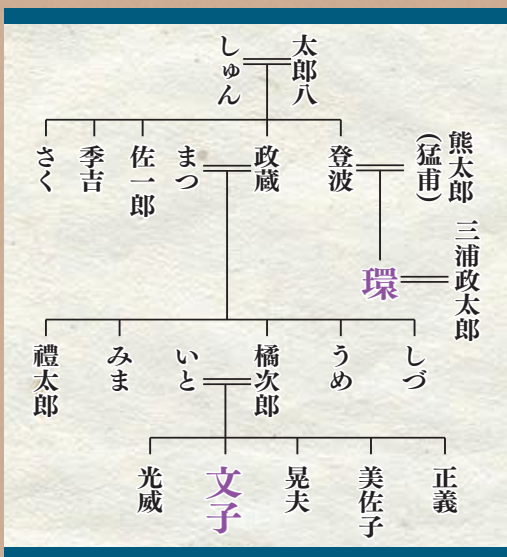 太郎八
しゅん
熊太郎
(猛甫)
登波
政蔵
まつ
佐一郎
季吉
さく
三浦政太郎
環
しづ
うめ
橘次郎
いと
みま
禮太郎
正義
美佐子
晃夫
文子
光威